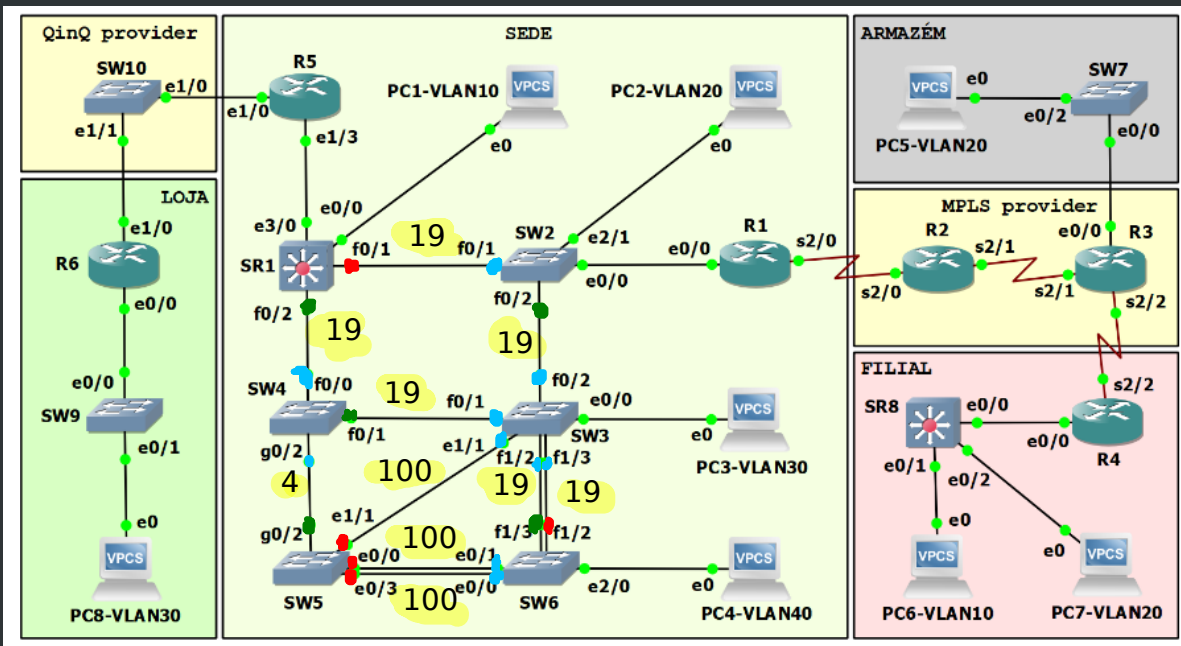 QinQ provider
SW10
e1/0
e1/1
LOJA
e1/0
R6
e0/0
e0/0
SW9
e0/1
e0
VPCS
PC8-VLAN30
SEDE
R5
e1/0
e1/3
PC1-VLAN10
VPCS
e0
PC2-VLAN20
VPCS
e0
e0/0
e3/0
SR1
f0/1
19
f0/1
SW2
e2/1
e0/0
e0/0
R1
s2/0
f0/2
19
f0/2
19
SW4
f0/0
19
f0/1
f0/1
f0/2
e0/0
SW3
e0
VPCS
PC3-VLAN30
g0/2
4
100
e1/1
f1/2
f1/3
19
19
g0/2
e1/1
f1/3
f1/2
SW5
e0/0
100
e0/1
e0/3
100
e0/0
SW6
e2/0
e0
VPCS
PC4-VLAN40
ARMAZÉM
VPCS
e0
PC5-VLAN20
e0/2
SW7
e0/0
MPLS provider
R2
s2/0
s2/1
s2/1
e0/0
R3
s2/2
FILIAL
SR8
e0/0
e0/0
s2/2
R4
e0/1
e0/2
e0
VPCS
PC6-VLAN10
e0
VPCS
PC7-VLAN20